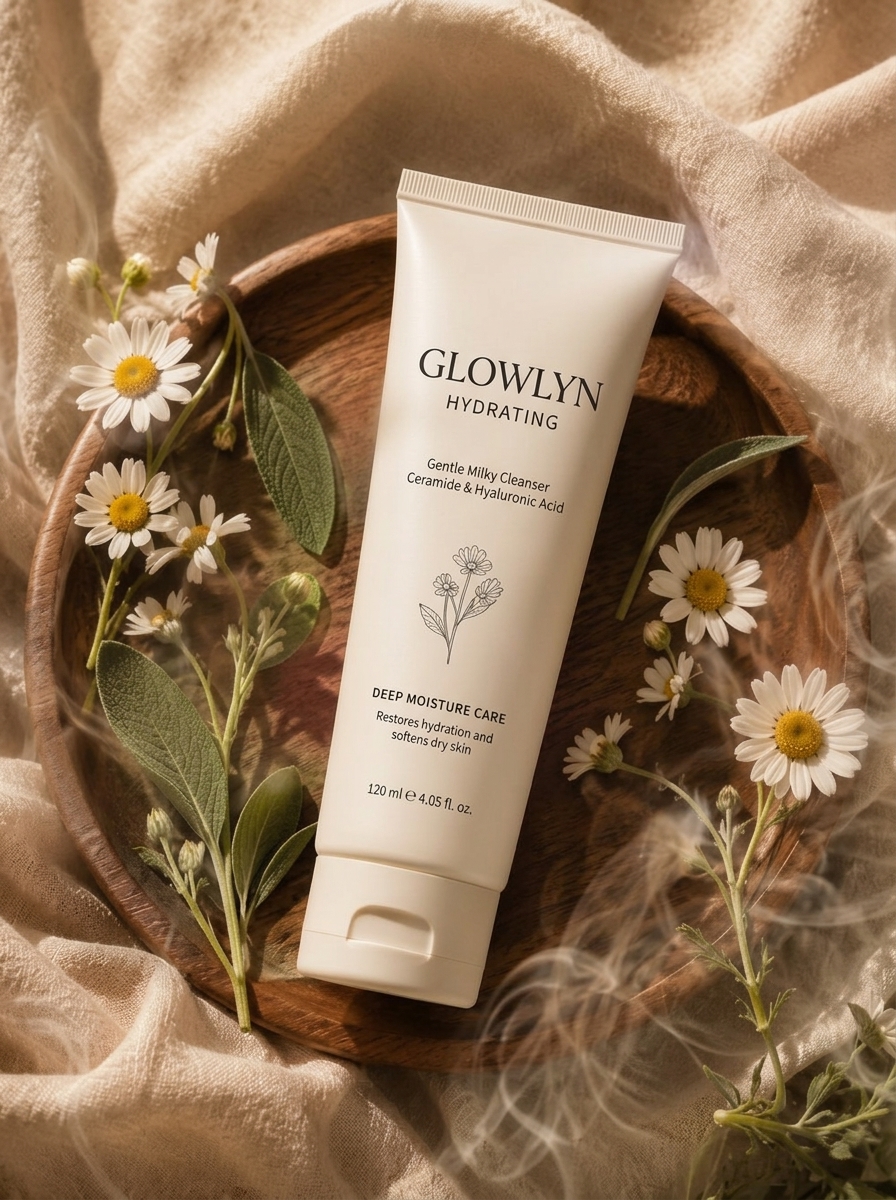 GLOWLYN
HYDRATING
Gentle Milky Cleanser
Ceramide & Hyaluronic Acid
DEEP MOISTURE CARE
Restores hydration and
softens dry skin
120 ml ℮ 4.05 fl. oz.